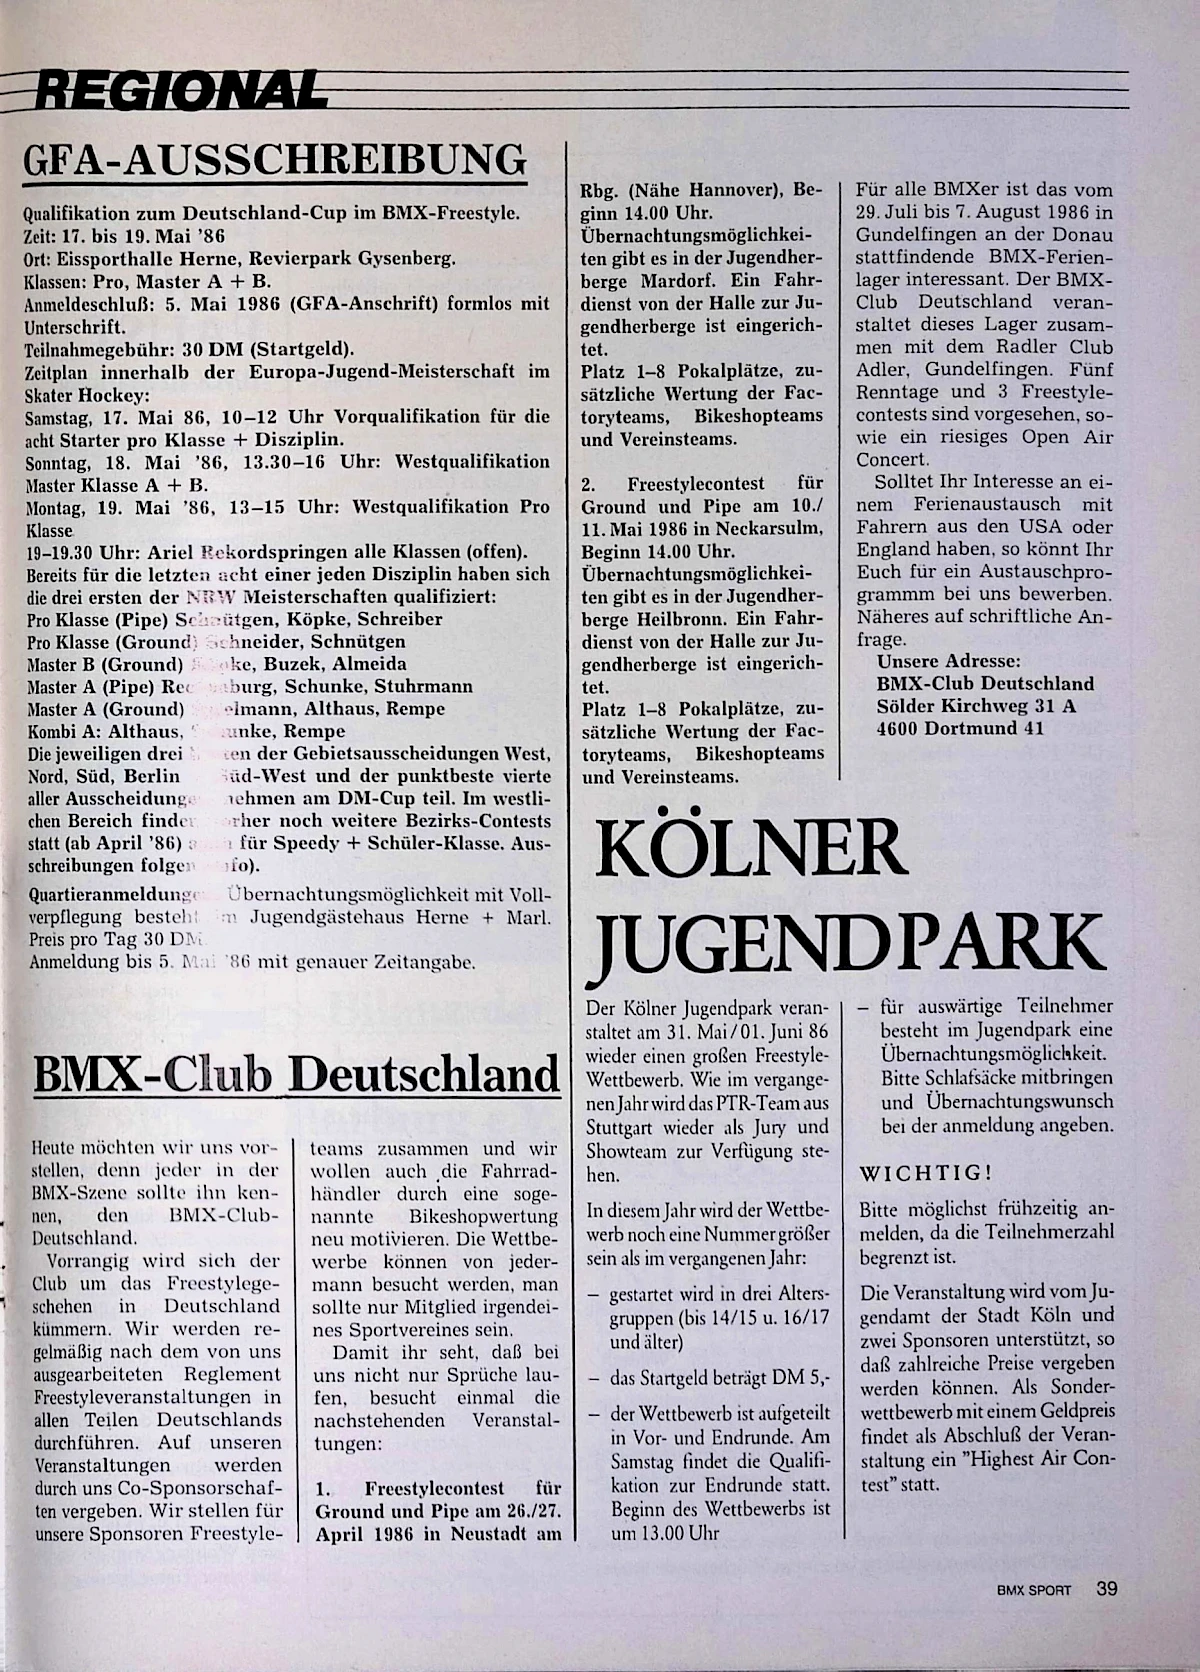 REGIONAL
GFA-AUSSCHREIBUNG
Qualifikation zum Deutschland-Cup im BMX-Freestyle.
Zeit: 17. bis 19. Mai '86
Ort: Eissporthalle Herne, Revierpark Gysenberg.
Klassen: Pro, Master A + B.
Anmeldeschluß: 5. Mai 1986 (GFA-Anschrift) formlos mit
Unterschrift.
Teilnahmegebühr: 30 DM (Startgeld).
Zeitplan innerhalb der Europa-Jugend-Meisterschaft im
Skater Hockey:
Samstag, 17. Mai 86, 10–12 Uhr Vorqualifikation für die
acht Starter pro Klasse + Disziplin.
Sonntag, 18. Mai '86, 13.30–16 Uhr: Westqualifikation
Master Klasse A + B.
Montag, 19. Mai '86, 13–15 Uhr: Westqualifikation Pro
Klasse
19–19.30 Uhr: Ariel Rekordspringen alle Klassen (offen).
Bereits für die letzten acht einer jeden Disziplin haben sich
die drei ersten der NRW Meisterschaften qualifiziert:
Pro Klasse (Pipe) Schnütgen, Köpke, Schreiber
Pro Klasse (Ground) Schneider, Schnütgen
Master B (Ground) Buzek, Almeida
Master A (Pipe) Schunke, Stuhrmann
Master A (Ground) Althaus, Rempe
Kombi A: Althaus, Rempe
Die jeweiligen drei der Gebietsausscheidungen West,
Nord, Süd, Berlin Süd-West und der punktbeste vierte
aller Ausscheidungen nehmen am DM-Cup teil. Im westli-
chen Bereich finden vorher noch weitere Bezirks-Contests
statt (ab April '86) für Speedy + Schüler-Klasse. Aus-
schreibungen folgen
Quartieranmeldungen Übernachtungsmöglichkeit mit Voll-
verpflegung besteht im Jugendgästehaus Herne + Marl.
Preis pro Tag 30 DM
Anmeldung bis 5. Mai '86 mit genauer Zeitangabe.
BMX-Club Deutschland
Heute möchten wir uns vor-
stellen, denn jeder in der
BMX-Szene sollte ihn ken-
nen, den BMX-Club-
Deutschland.
Vorrangig wird sich der
Club um das Freestylege-
schehen in Deutschland
kümmern. Wir werden re-
gelmäßig nach dem von uns
ausgearbeiteten Reglement
Freestyleveranstaltungen in
allen Teilen Deutschlands
durchführen. Auf unseren
Veranstaltungen werden
durch uns Co-Sponsorschaf-
ten vergeben. Wir stellen für
unsere Sponsoren Freestyle-
teams zusammen und wir
wollen auch die Fahrrad-
händler durch eine soge-
nannte Bikeshopwertung
neu motivieren. Die Wettbe-
werbe können von jeder-
mann besucht werden, man
sollte nur Mitglied irgendei-
nes Sportvereines sein.
Damit ihr seht, daß bei
uns nicht nur Sprüche lau-
fen, besucht einmal die
nachstehenden Veranstal-
tungen:
1. Freestylecontest für
Ground und Pipe am 26./27.
April 1986 in Neustadt am
Rbg. (Nähe Hannover), Be-
ginn 14.00 Uhr.
Übernachtungsmöglichkei-
ten gibt es in der Jugendher-
berge Mardorf. Ein Fahr-
dienst von der Halle zur Ju-
gendherberge ist eingerich-
tet.
Platz 1–8 Pokalplätze, zu-
sätzliche Wertung der Fac-
toryteams, Bikeshopteams
und Vereinsteams.
2. Freestylecontest für
Ground und Pipe am 10./
11. Mai 1986 in Neckarsulm,
Beginn 14.00 Uhr.
Übernachtungsmöglichkei-
ten gibt es in der Jugendher-
berge Heilbronn. Ein Fahr-
dienst von der Halle zur Ju-
gendherberge ist eingerich-
tet.
Platz 1–8 Pokalplätze, zu-
sätzliche Wertung der Fac-
toryteams, Bikeshopteams
und Vereinsteams.
Für alle BMXer ist das vom
29. Juli bis 7. August 1986 in
Gundelfingen an der Donau
stattfindende BMX-Ferien-
lager interessant. Der BMX-
Club Deutschland veran-
staltet dieses Lager zusam-
men mit dem Radler Club
Adler, Gundelfingen. Fünf
Renntage und 3 Freestyle-
contests sind vorgesehen, so-
wie ein riesiges Open Air
Concert.
Solltet Ihr Interesse an ei-
nem Ferienaustausch mit
Fahrern aus den USA oder
England haben, so könnt Ihr
Euch für ein Austauschpro-
grammm bei uns bewerben.
Näheres auf schriftliche An-
frage.
Unsere Adresse:
BMX-Club Deutschland
Sölder Kirchweg 31 A
4600 Dortmund 41
KÖLNER
JUGENDPARK
Der Kölner Jugendpark veran-
staltet am 31. Mai/01. Juni 86
wieder einen großen Freestyle-
Wettbewerb. Wie im vergange-
nen Jahr wird das PTR-Team aus
Stuttgart wieder als Jury und
Showteam zur Verfügung ste-
hen.
In diesem Jahr wird der Wettbe-
werb noch eine Nummer größer
sein als im vergangenen Jahr:
– gestartet wird in drei Alters-
gruppen (bis 14/15 u. 16/17
und älter)
– das Startgeld beträgt DM 5,-
– der Wettbewerb ist aufgeteilt
in Vor- und Endrunde. Am
Samstag findet die Qualifi-
kation zur Endrunde statt.
Beginn des Wettbewerbs ist
um 13.00 Uhr
– für auswärtige Teilnehmer
besteht im Jugendpark eine
Übernachtungsmöglichkeit.
Bitte Schlafsäcke mitbringen
und Übernachtungswunsch
bei der anmeldung angeben.
WICHTIG!
Bitte möglichst frühzeitig an-
melden, da die Teilnehmerzahl
begrenzt ist.
Die Veranstaltung wird vom Ju-
gendamt der Stadt Köln und
zwei Sponsoren unterstützt, so
daß zahlreiche Preise vergeben
werden können. Als Sonder-
wettbewerb mit einem Geldpreis
findet als Abschluß der Veran-
staltung ein "Highest Air Con-
test" statt.
BMX SPORT 39